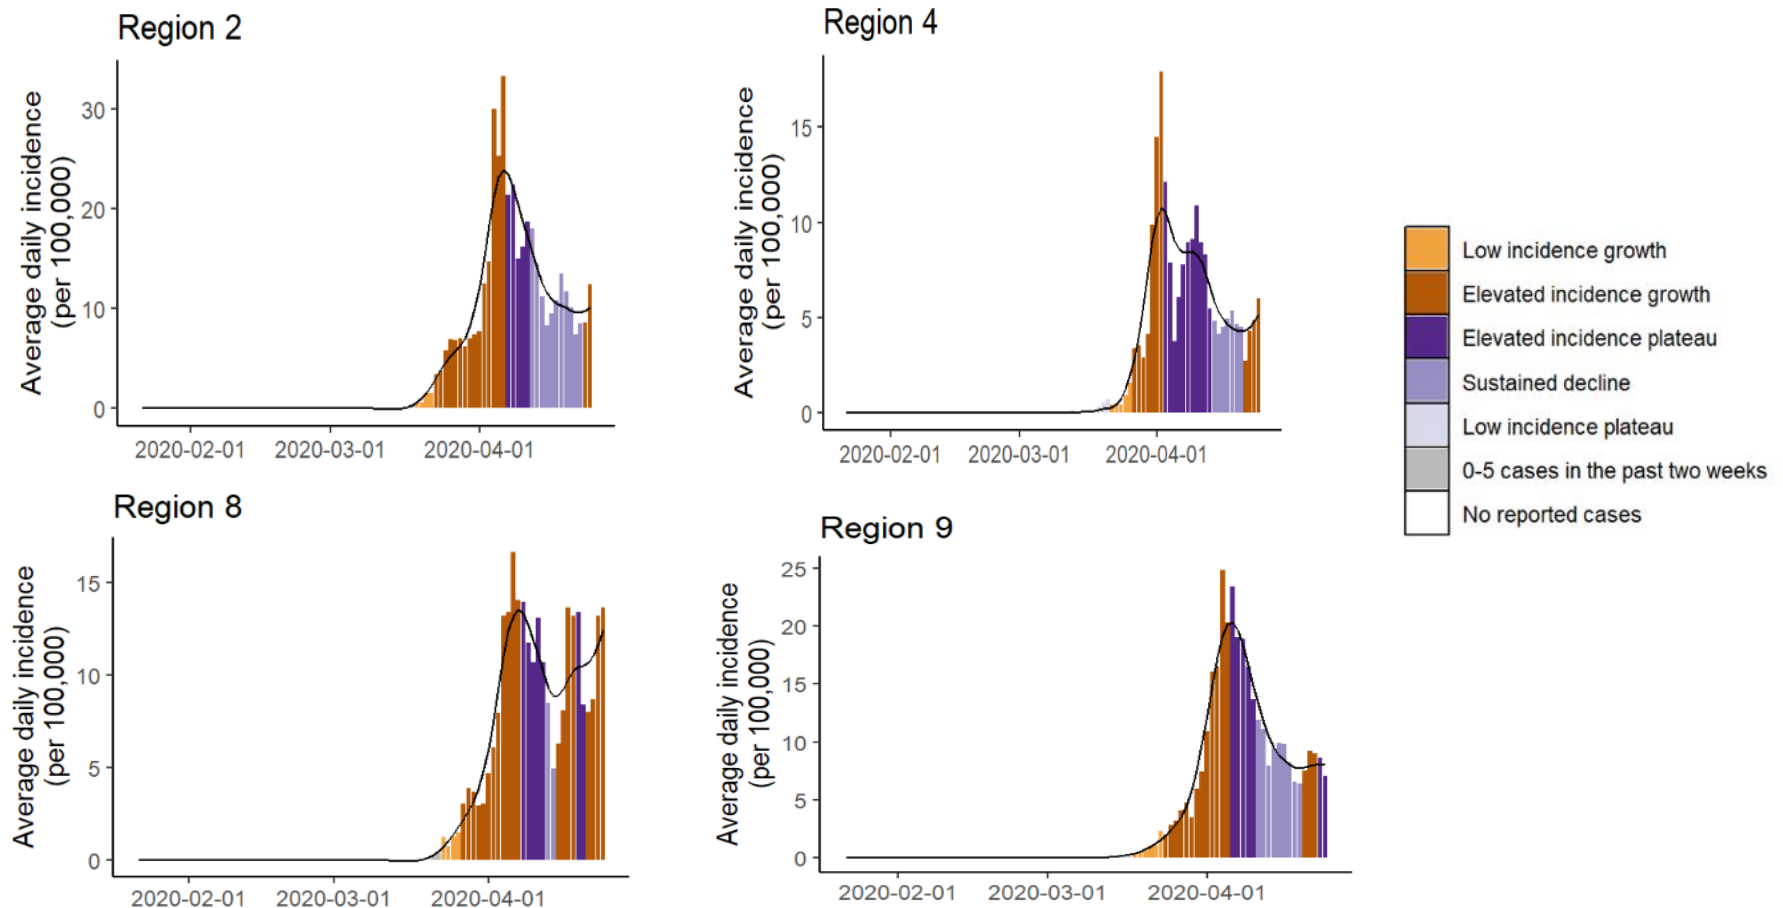 Region 2
Average daily incidence
(per 100,000)
30
20
10
0
2020-02-01 2020-03-01 2020-04-01
Region 4
Average daily incidence
(per 100,000)
15
10
5
0
2020-02-01 2020-03-01 2020-04-01
Low incidence growth
Elevated incidence growth
Elevated incidence plateau
Sustained decline
Low incidence plateau
0-5 cases in the past two weeks
No reported cases
Region 8
Average daily incidence
(per 100,000)
15
10
5
0
2020-02-01 2020-03-01 2020-04-01
Region 9
Average daily incidence
(per 100,000)
25
20
15
10
5
0
2020-02-01 2020-03-01 2020-04-01